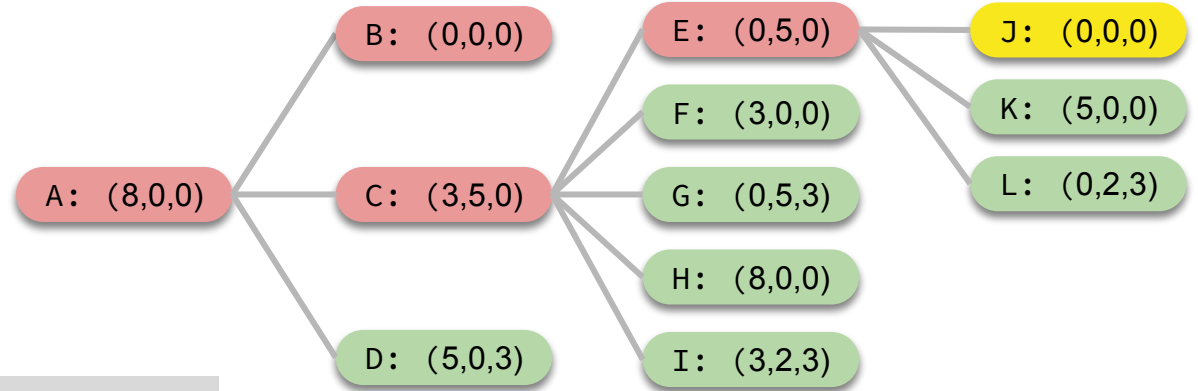 A: (8,0,0)
B: (0,0,0)
C: (3,5,0)
D: (5,0,3)
E: (0,5,0)
F: (3,0,0)
G: (0,5,3)
H: (8,0,0)
I: (3,2,3)
J: (0,0,0)
K: (5,0,0)
L: (0,2,3)